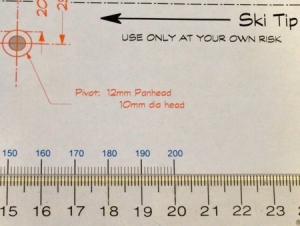 20
Ski Tip
USE ONLY AT YOUR OWN RISK
Pivot: 12mm Panhead
10mm dia head
150 160 170 180 190 200
15 16 17 18 19 20 21 22 23